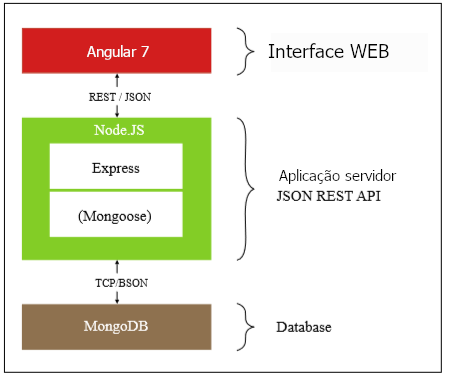 Angular 7
Interface WEB
REST / JSON
Node.JS
Express
(Mongoose)
Aplicação servidor
JSON REST API
TCP/BSON
MongoDB
Database